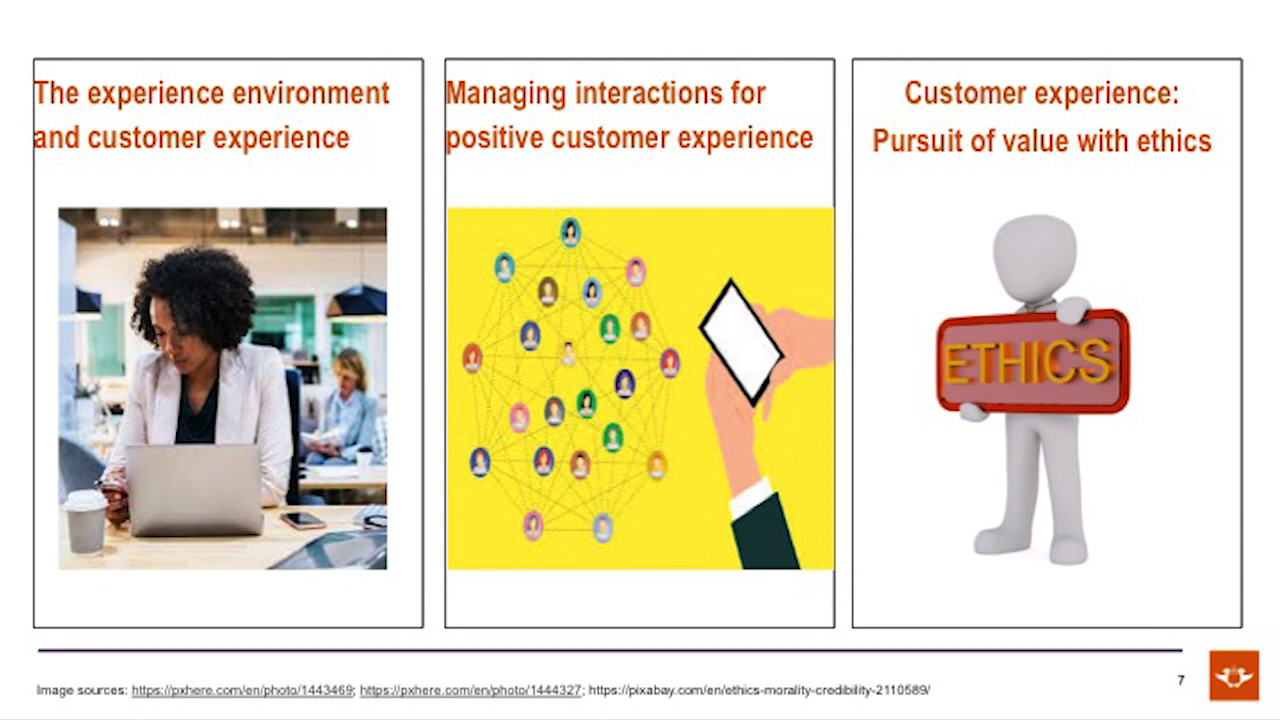 The experience environment
and customer experience
Managing interactions for
positive customer experience
Customer experience:
Pursuit of value with ethics
ETHICS
7
Image sources: https://pxhere.com/en/photo/1443469; https://pxhere.com/en/photo/1444327; https://pixabay.com/en/ethics-morality-credibility-2110589/